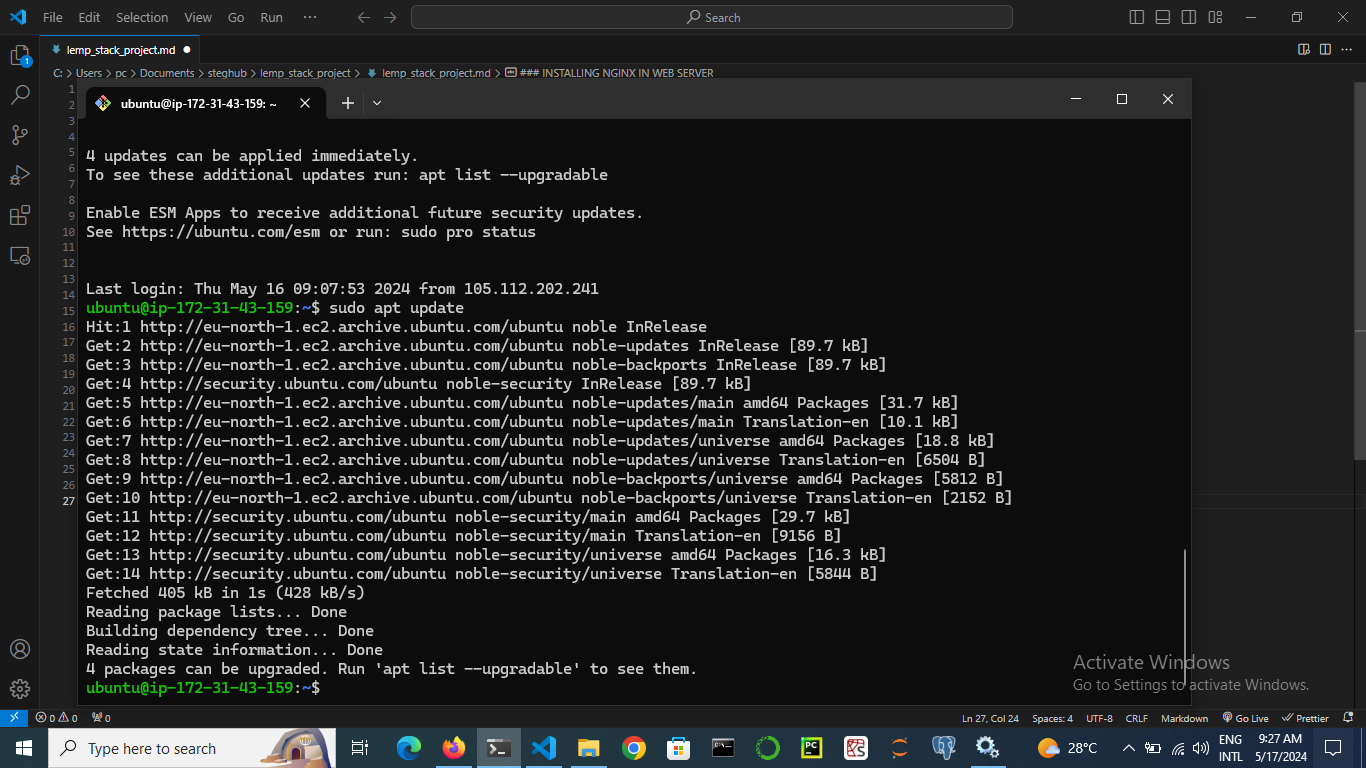 File Edit Selection View Go Run ··· Search
lemp_stack_project.md
C: > Users > pc > Documents > steghub > lemp_stack_project > lemp_stack_project.md > ### INSTALLING NGINX IN WEB SERVER
1
2
3
4
5
6
7
8
9
10
11
12
13
14
15
16
17
18
19
20
21
22
23
24
25
26
27
ubuntu@ip-172-31-43-159: ~
4 updates can be applied immediately.
To see these additional updates run: apt list --upgradable
Enable ESM Apps to receive additional future security updates.
See https://ubuntu.com/esm or run: sudo pro status
Last login: Thu May 16 09:07:53 2024 from 105.112.202.241
ubuntu@ip-172-31-43-159:~$ sudo apt update
Hit:1 http://eu-north-1.ec2.archive.ubuntu.com/ubuntu noble InRelease
Get:2 http://eu-north-1.ec2.archive.ubuntu.com/ubuntu noble-updates InRelease [89.7 kB]
Get:3 http://eu-north-1.ec2.archive.ubuntu.com/ubuntu noble-backports InRelease [89.7 kB]
Get:4 http://security.ubuntu.com/ubuntu noble-security InRelease [89.7 kB]
Get:5 http://eu-north-1.ec2.archive.ubuntu.com/ubuntu noble-updates/main amd64 Packages [31.7 kB]
Get:6 http://eu-north-1.ec2.archive.ubuntu.com/ubuntu noble-updates/main Translation-en [10.1 kB]
Get:7 http://eu-north-1.ec2.archive.ubuntu.com/ubuntu noble-updates/universe amd64 Packages [18.8 kB]
Get:8 http://eu-north-1.ec2.archive.ubuntu.com/ubuntu noble-updates/universe Translation-en [6504 B]
Get:9 http://eu-north-1.ec2.archive.ubuntu.com/ubuntu noble-backports/universe amd64 Packages [5812 B]
Get:10 http://eu-north-1.ec2.archive.ubuntu.com/ubuntu noble-backports/universe Translation-en [2152 B]
Get:11 http://security.ubuntu.com/ubuntu noble-security/main amd64 Packages [29.7 kB]
Get:12 http://security.ubuntu.com/ubuntu noble-security/main Translation-en [9156 B]
Get:13 http://security.ubuntu.com/ubuntu noble-security/universe amd64 Packages [16.3 kB]
Get:14 http://security.ubuntu.com/ubuntu noble-security/universe Translation-en [5844 B]
Fetched 405 kB in 1s (428 kB/s)
Reading package lists... Done
Building dependency tree... Done
Reading state information... Done
4 packages can be upgraded. Run 'apt list --upgradable' to see them.
ubuntu@ip-172-31-43-159:~$
Activate Windows
Go to Settings to activate Windows.
0 0 0 Ln 27, Col 24 Spaces: 4 UTF-8 CRLF Markdown Go Live Prettier
Type here to search PC 28°C ENG INTL 9:27 AM 5/17/2024